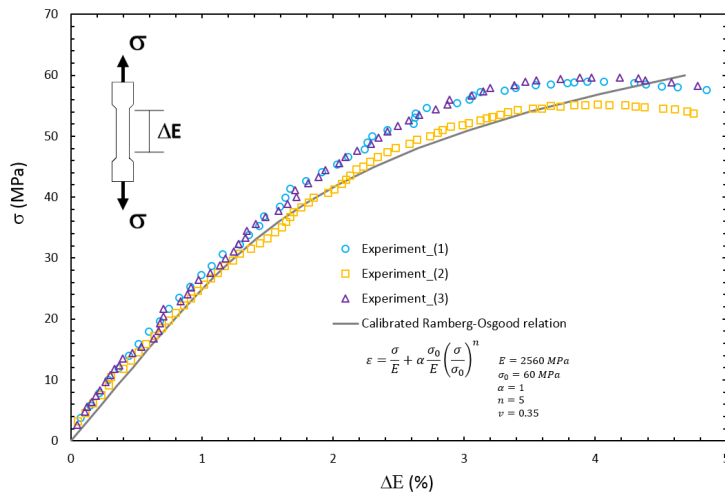 70
60
50
40
30
20
10
0
σ (MPa)
σ
ΔE
σ
Experiment_(1)
Experiment_(2)
Experiment_(3)
Calibrated Ramberg-Osgood relation
ε = σ/E + α σ₀/E (σ/σ₀)ⁿ
E = 2560 MPa
σ₀ = 60 MPa
α = 1
n = 5
v = 0.35
0 1 2 3 4 5
ΔE (%)